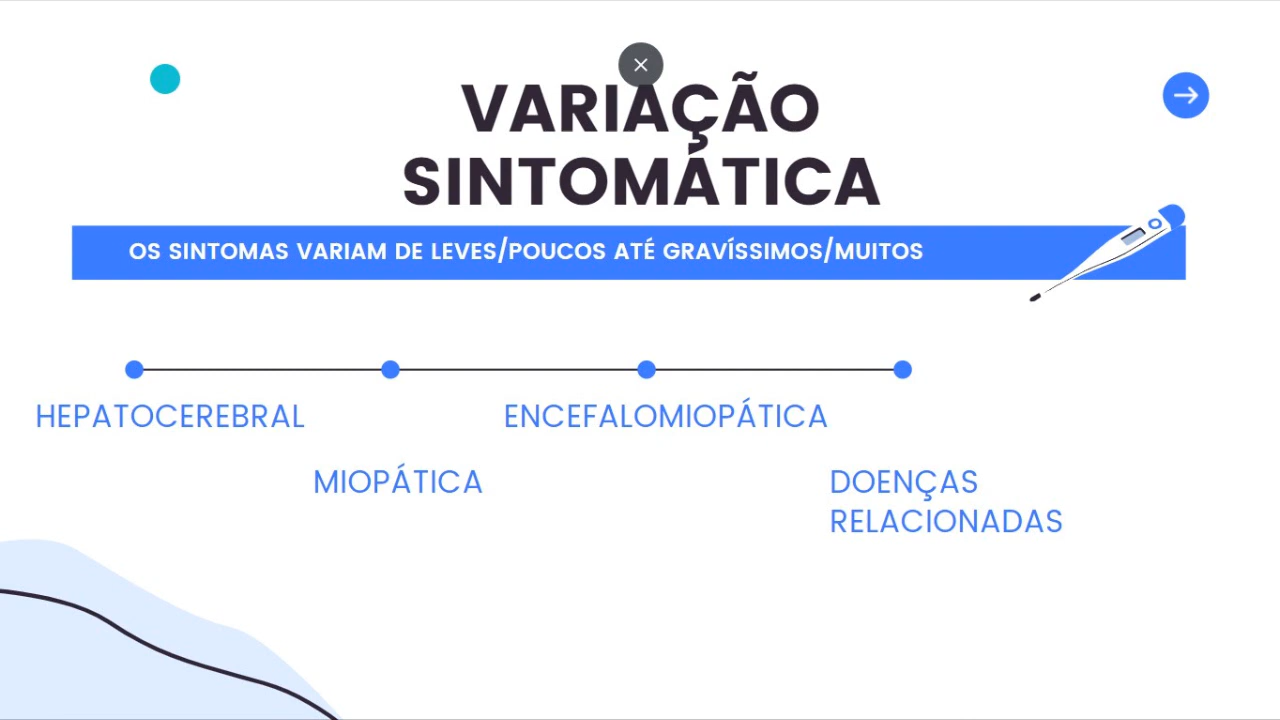 VARIAÇÃO
SINTOMÁTICA
OS SINTOMAS VARIAM DE LEVES/POUCOS ATÉ GRAVÍSSIMOS/MUITOS
HEPATOCEREBRAL
MIOPÁTICA
ENCEFALOMIOPÁTICA
DOENÇAS
RELACIONADAS